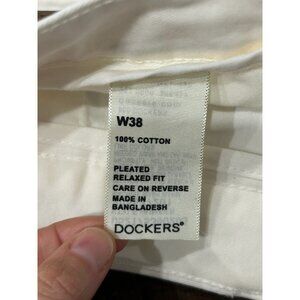 W38
100% COTTON
PLEATED
RELAXED FIT
CARE ON REVERSE
MADE IN
BANGLADESH
DOCKERS®